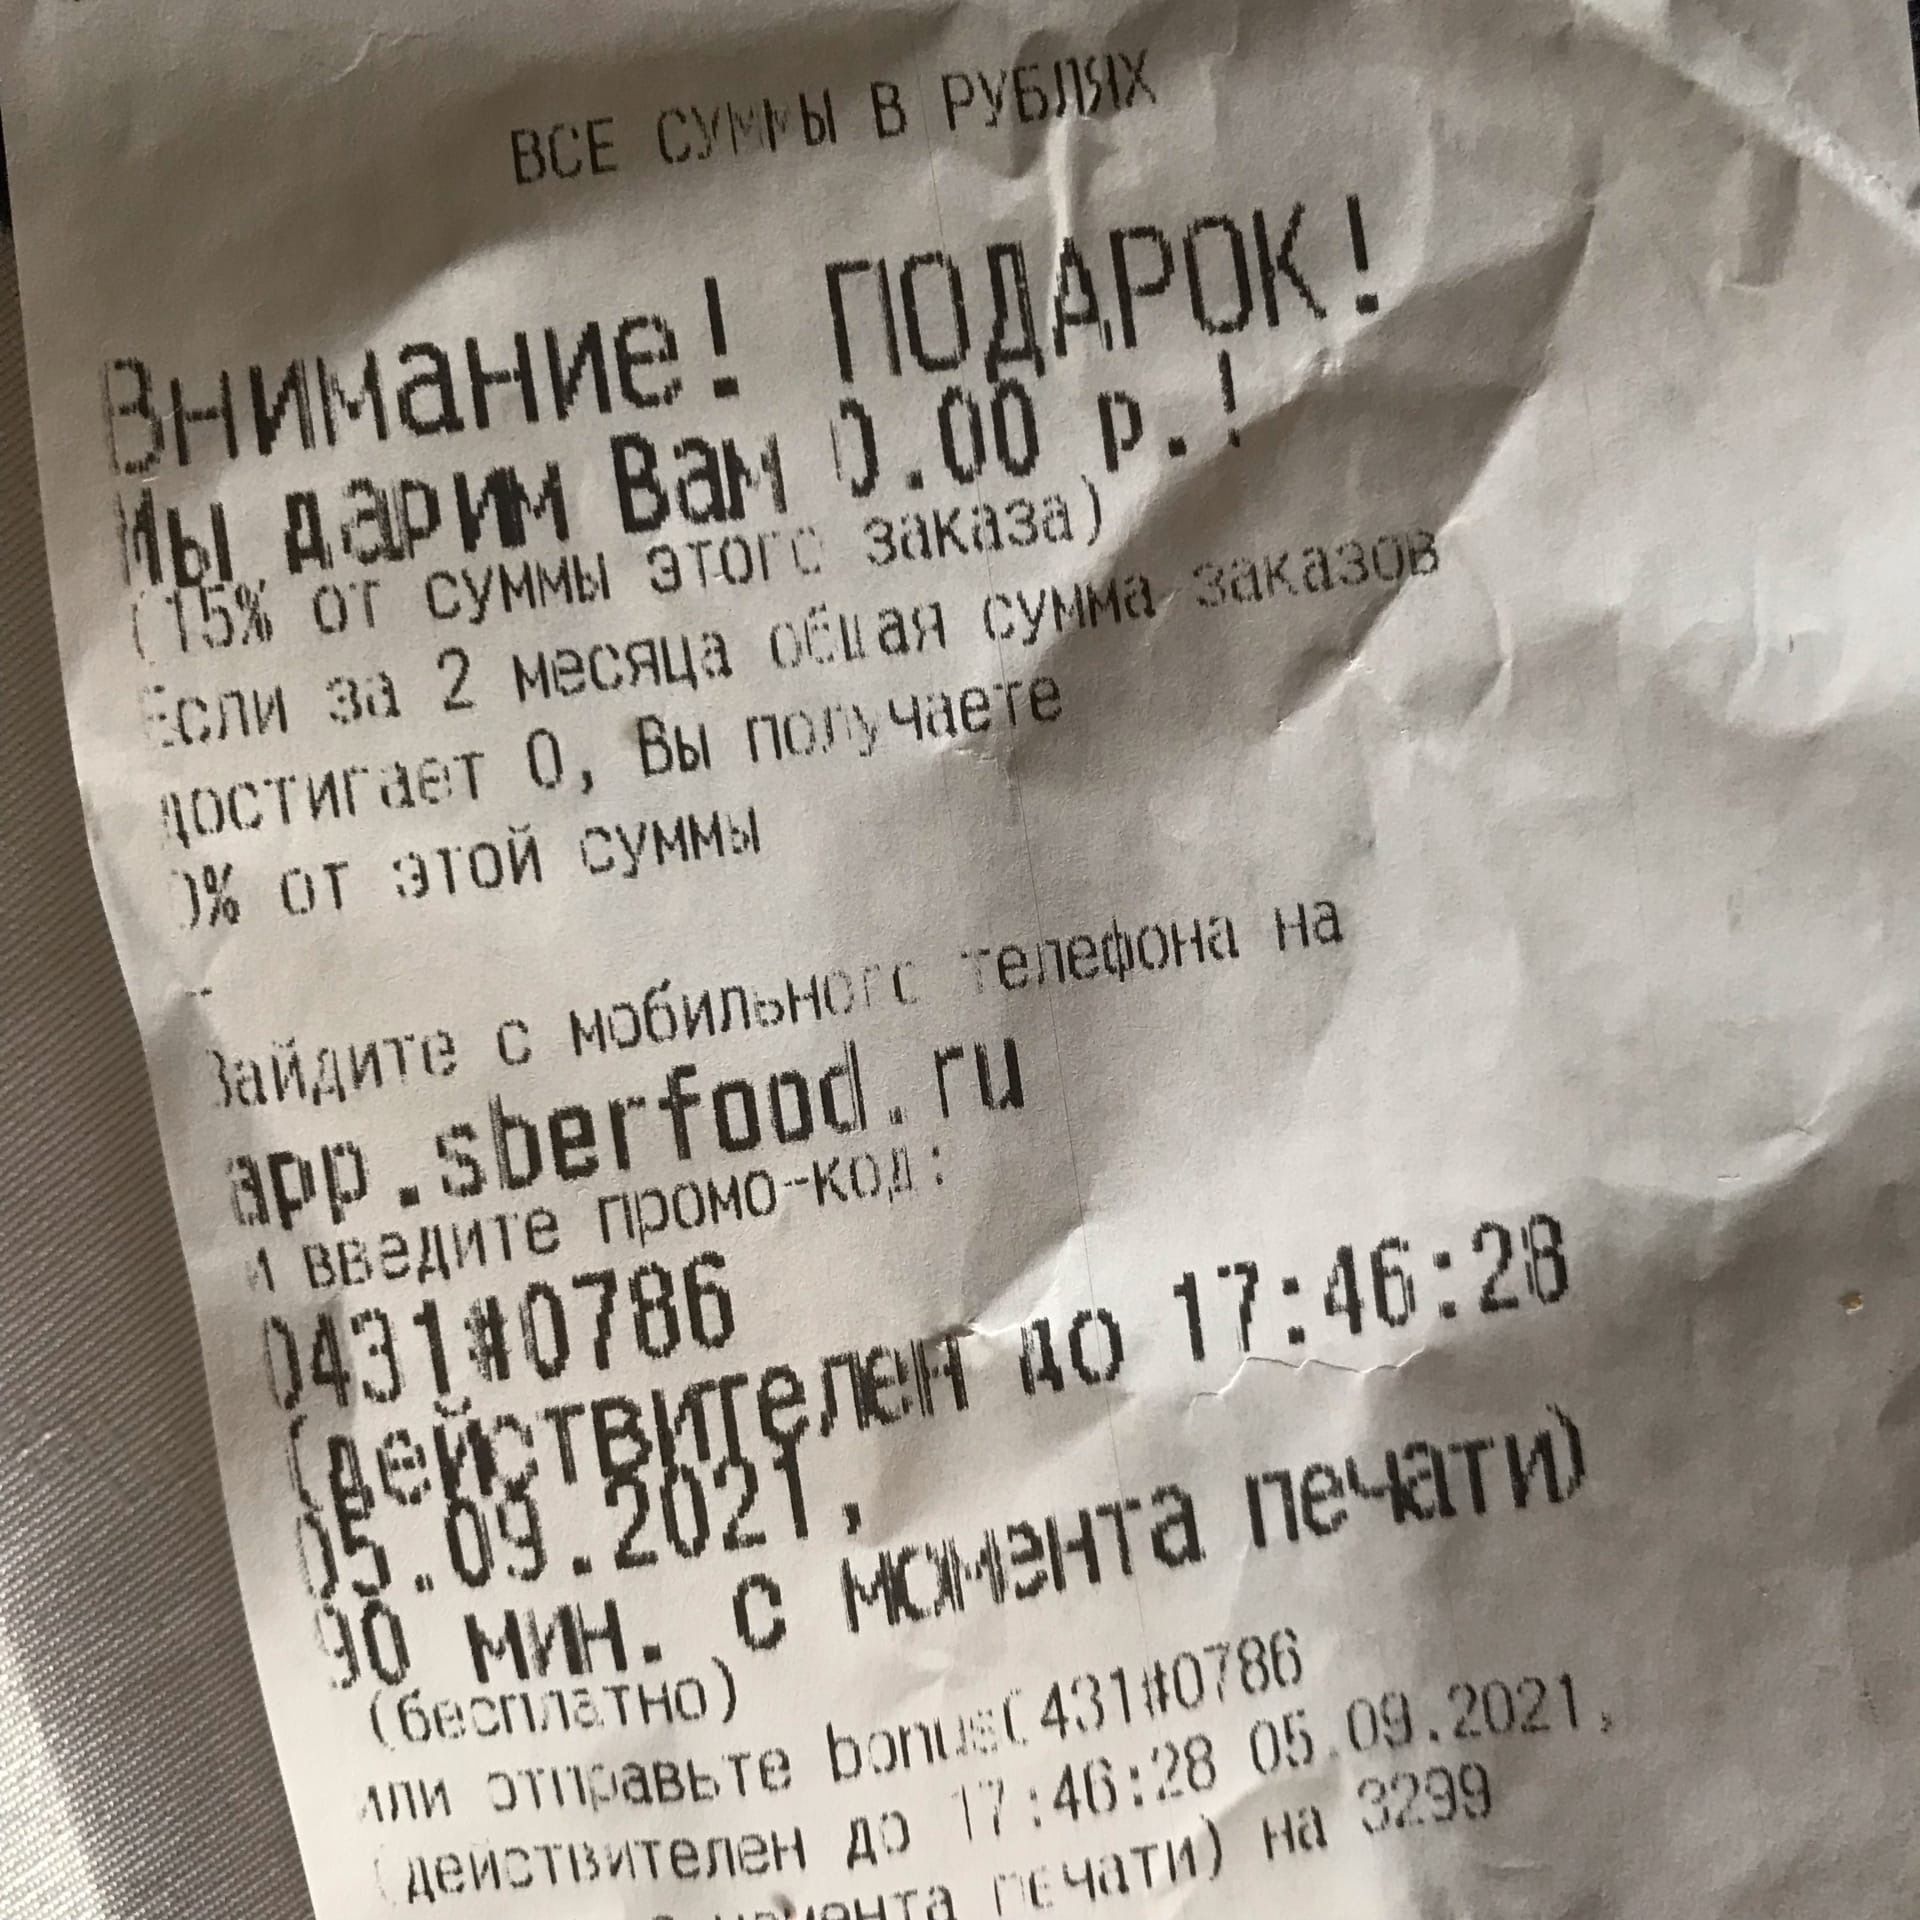 ВСЕ СУММЫ В РУБЛЯХ
Внимание! ПОДАРОК!
Мы дарим Вам 0.00 р.!
(15% от суммы этого заказа)
Если за 2 месяца общая сумма заказов
достигает 0, Вы получаете
0% от этой суммы
Зайдите с мобильного телефона на
app.sberfood.ru
и введите промо-код:
0431#0786
(действителен до 17:46:28
05.09.2021,
90 мин. с момента печати)
(бесплатно)
или отправьте bonus0431#0786
(действителен до 17:46:28 05.09.2021,
с момента печати) на 3299